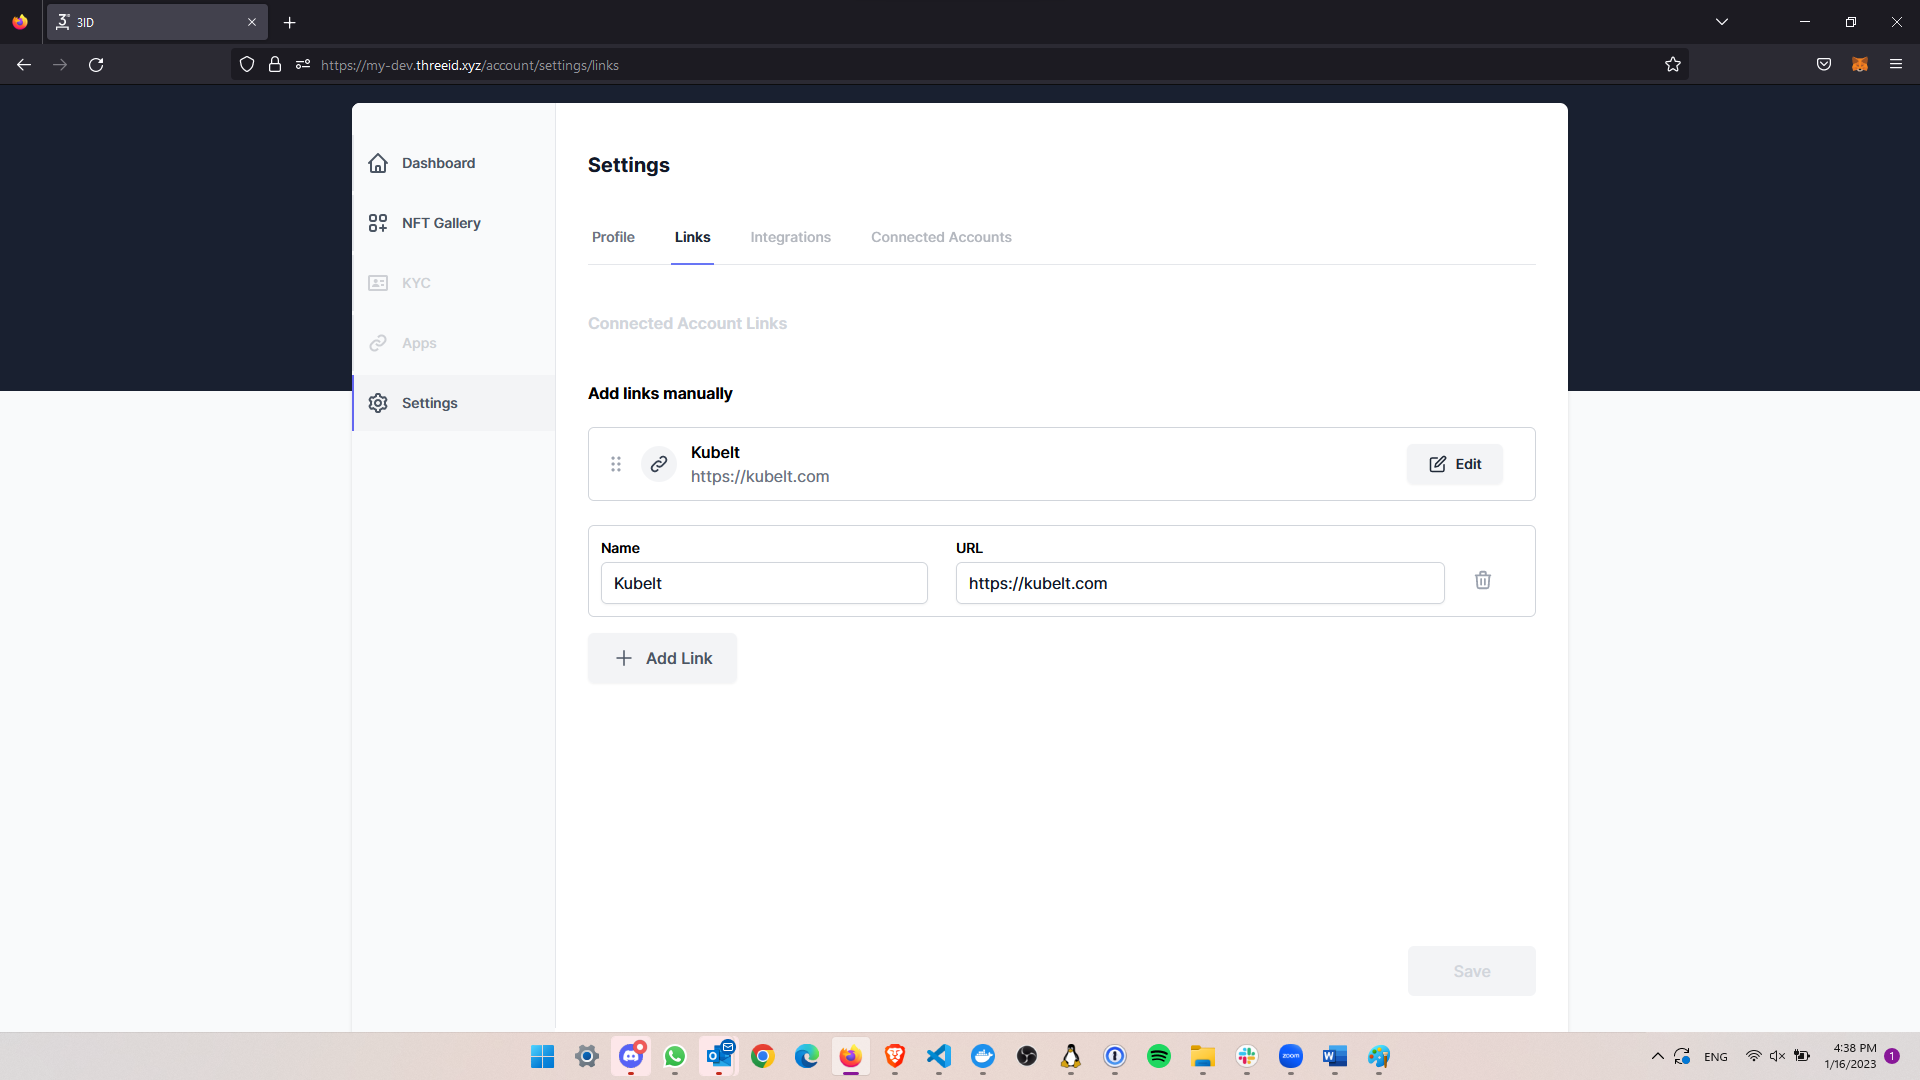 3ID
https://my-dev.threeid.xyz/account/settings/links
Dashboard
NFT Gallery
KYC
Apps
Settings
Settings
Profile
Links
Integrations
Connected Accounts
Connected Account Links
Add links manually
Kubelt
https://kubelt.com
Edit
Name
URL
Kubelt
https://kubelt.com
Add Link
Save
zoom
ENG
4:38 PM
1/16/2023
1